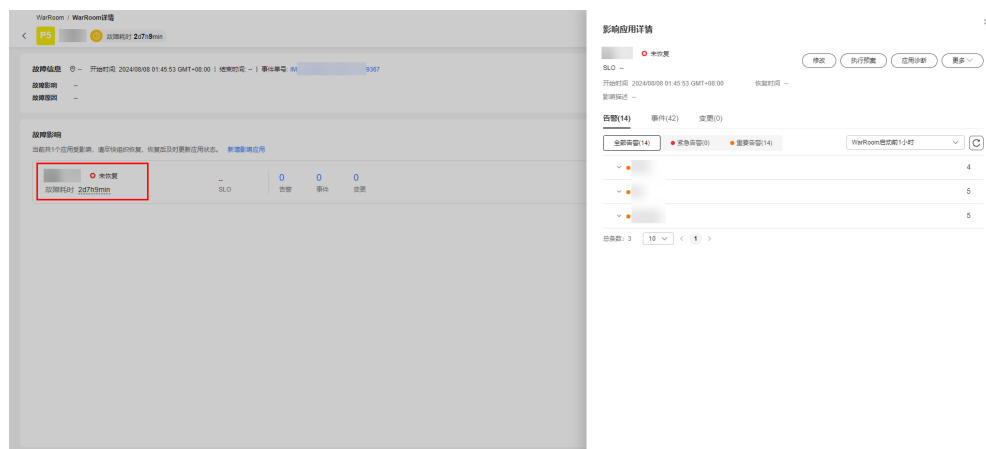 WarRoom / WarRoom详情
P5 故障耗时 2d7h9min
故障信息 -- 开始时间: 2024/08/08 01:45:53 GMT+08:00 | 结束时间: -- | 事件单号: IM 9367
故障影响 --
故障原因 --
故障影响
当前共1个应用受影响，请尽快组织恢复，恢复后及时更新应用状态。 新增影响应用
未恢复
故障耗时 2d7h9min
-- SLO
0 告警
0 事件
0 变更
影响应用详情
未恢复
修改 执行预案 应用诊断 更多
SLO --
开始时间 2024/08/08 01:45:53 GMT+08:00 恢复时间 --
影响描述 --
告警(14) 事件(42) 变更(0)
全部告警(14) 紧急告警(0) 重要告警(14) WarRoom启动前1小时
4
5
5
总条数: 3 10 < 1 >